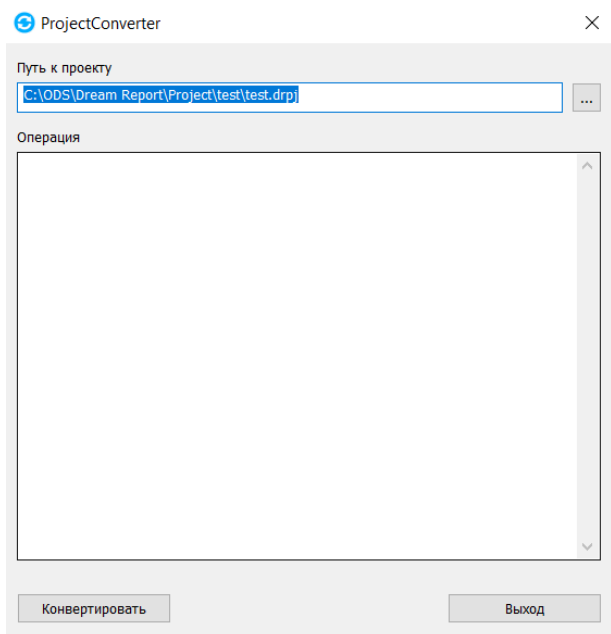 ProjectConverter
Путь к проекту
C:\ODS\Dream Report\Project\test\test.drpj
...
Операция
Конвертировать
Выход